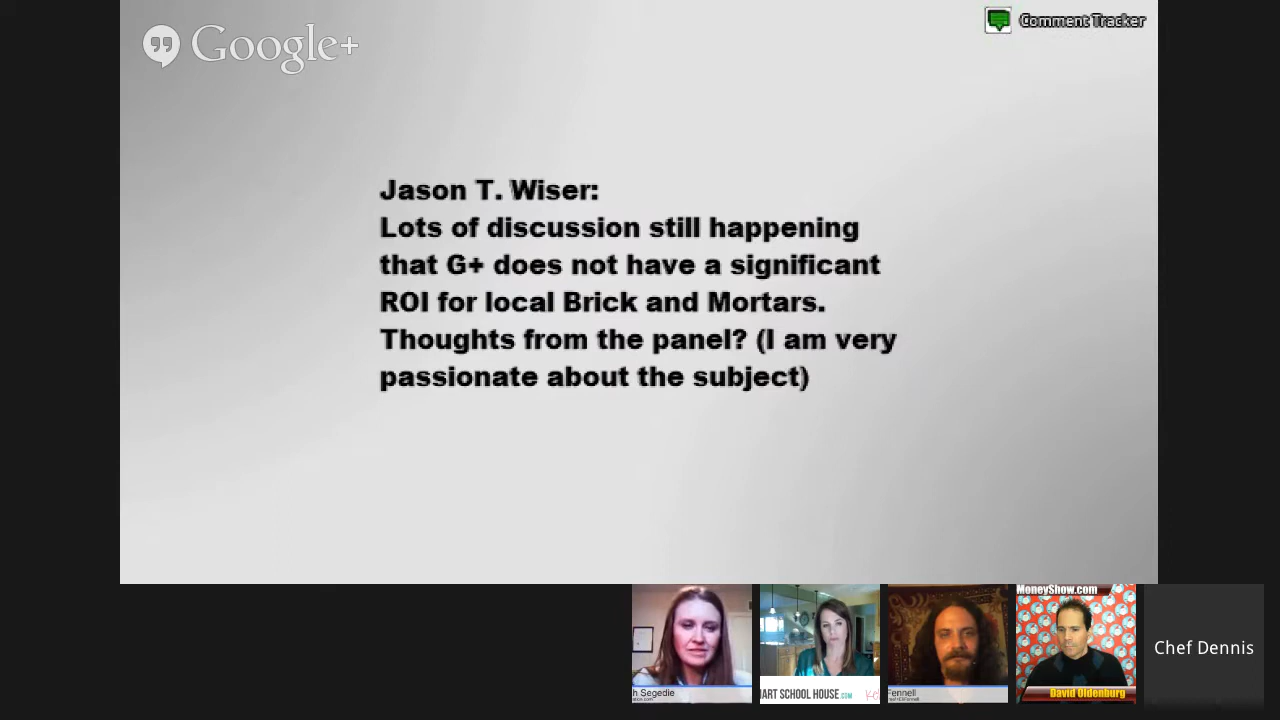 Google+
Comment Tracker
Jason T. Wiser:
Lots of discussion still happening
that G+ does not have a significant
ROI for local Brick and Mortars.
Thoughts from the panel? (I am very
passionate about the subject)
MoneyShow.com
h Segedie
ART SCHOOL HOUSE.COM
Fennell
David Oldenburg
Chef Dennis